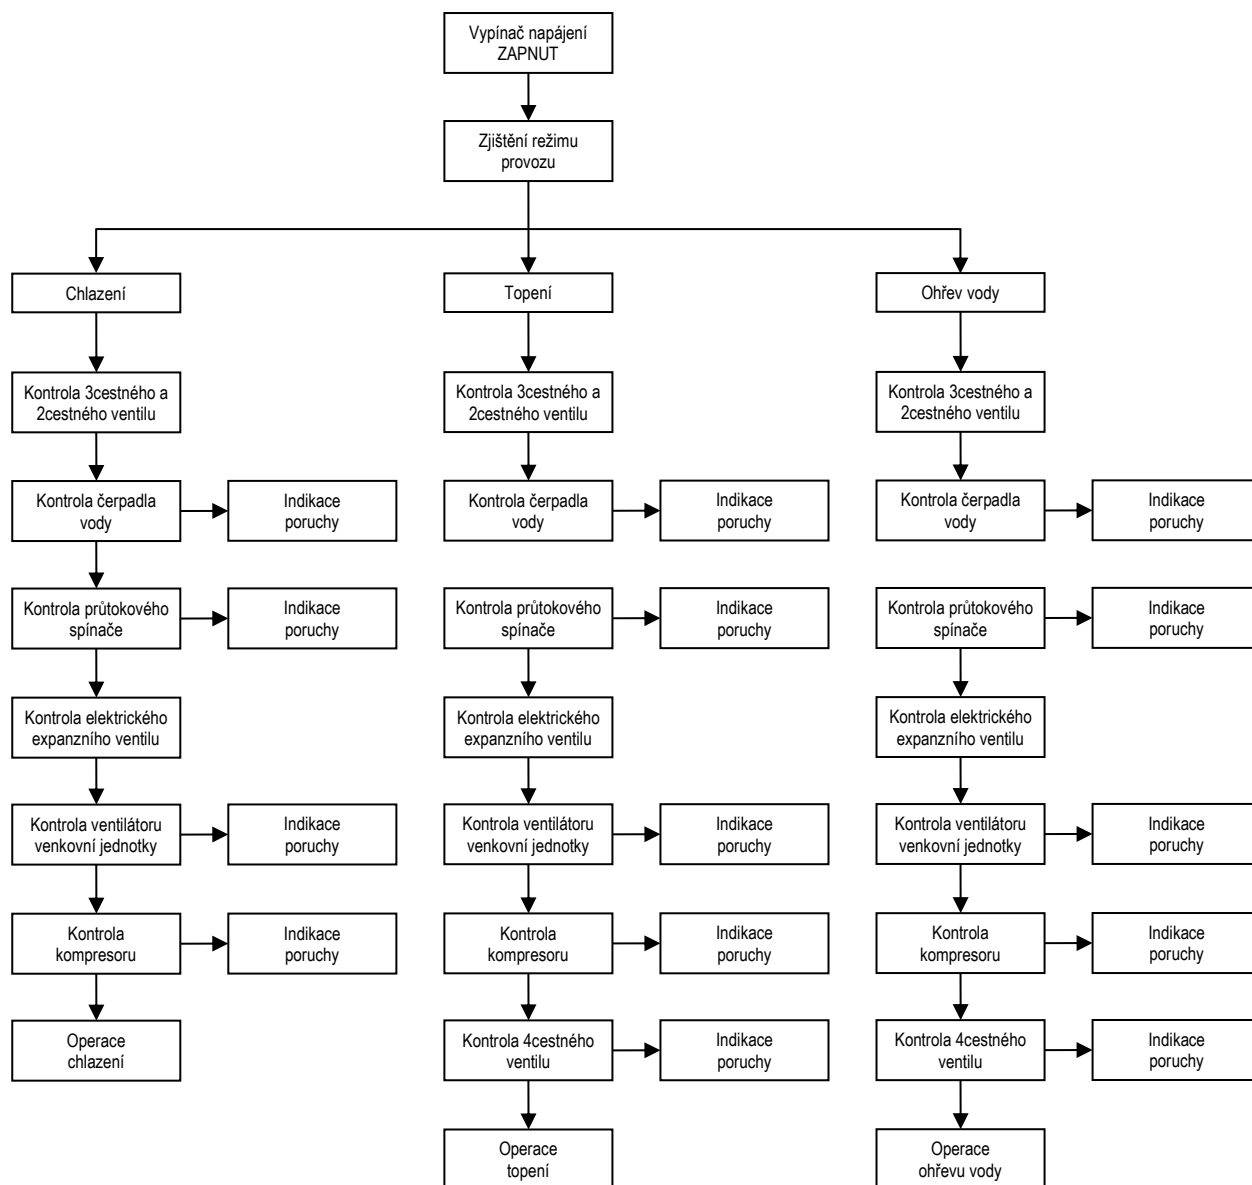 Vypínač napájení
ZAPNUT
Zjištění režimu
provozu
Chlazení
Topení
Ohřev vody
Kontrola 3cestného a
2cestného ventilu
Kontrola 3cestného a
2cestného ventilu
Kontrola 3cestného a
2cestného ventilu
Kontrola čerpadla
vody
Indikace
poruchy
Kontrola čerpadla
vody
Indikace
poruchy
Kontrola čerpadla
vody
Indikace
poruchy
Kontrola průtokového
spínače
Indikace
poruchy
Kontrola průtokového
spínače
Indikace
poruchy
Kontrola průtokového
spínače
Indikace
poruchy
Kontrola elektrického
expanzního ventilu
Kontrola elektrického
expanzního ventilu
Kontrola elektrického
expanzního ventilu
Kontrola ventilátoru
venkovní jednotky
Indikace
poruchy
Kontrola ventilátoru
venkovní jednotky
Indikace
poruchy
Kontrola ventilátoru
venkovní jednotky
Indikace
poruchy
Kontrola
kompresoru
Indikace
poruchy
Kontrola
kompresoru
Indikace
poruchy
Kontrola
kompresoru
Indikace
poruchy
Operace
chlazení
Kontrola 4cestného
ventilu
Indikace
poruchy
Kontrola 4cestného
ventilu
Indikace
poruchy
Operace
topení
Operace
ohřevu vody